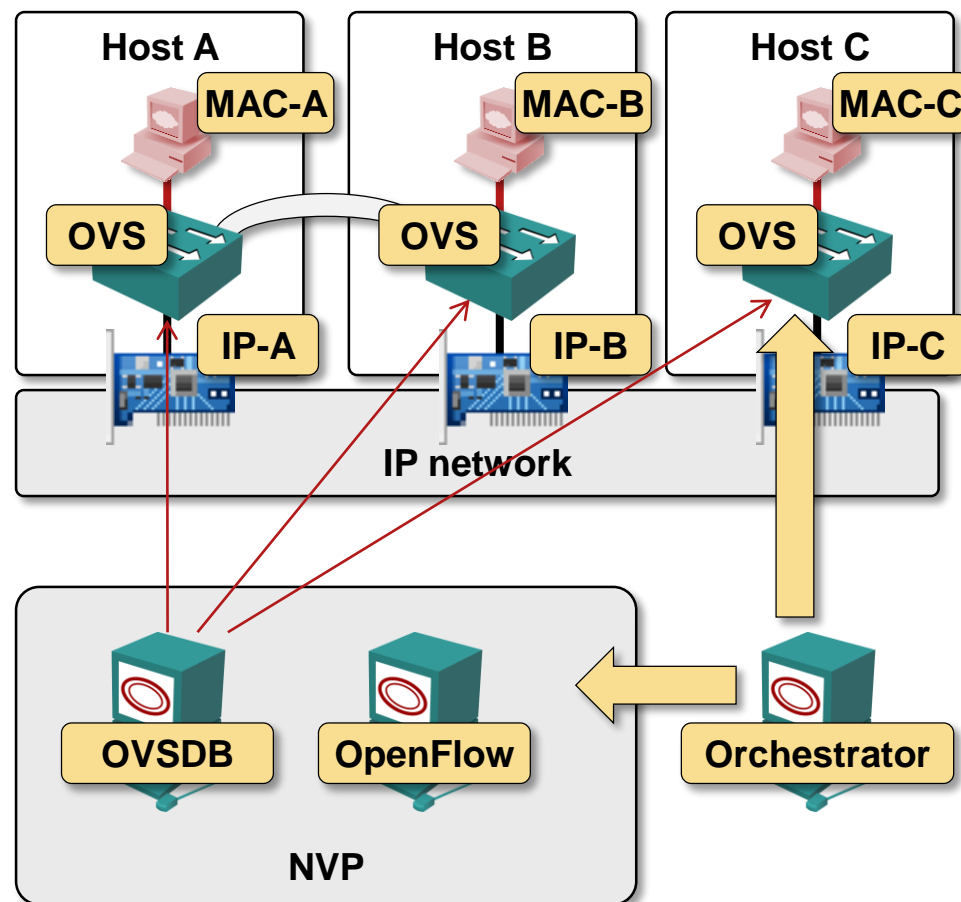 Host A
Host B
Host C
MAC-A
MAC-B
MAC-C
OVS
OVS
OVS
IP-A
IP-B
IP-C
IP network
OVSDB
OpenFlow
Orchestrator
NVP